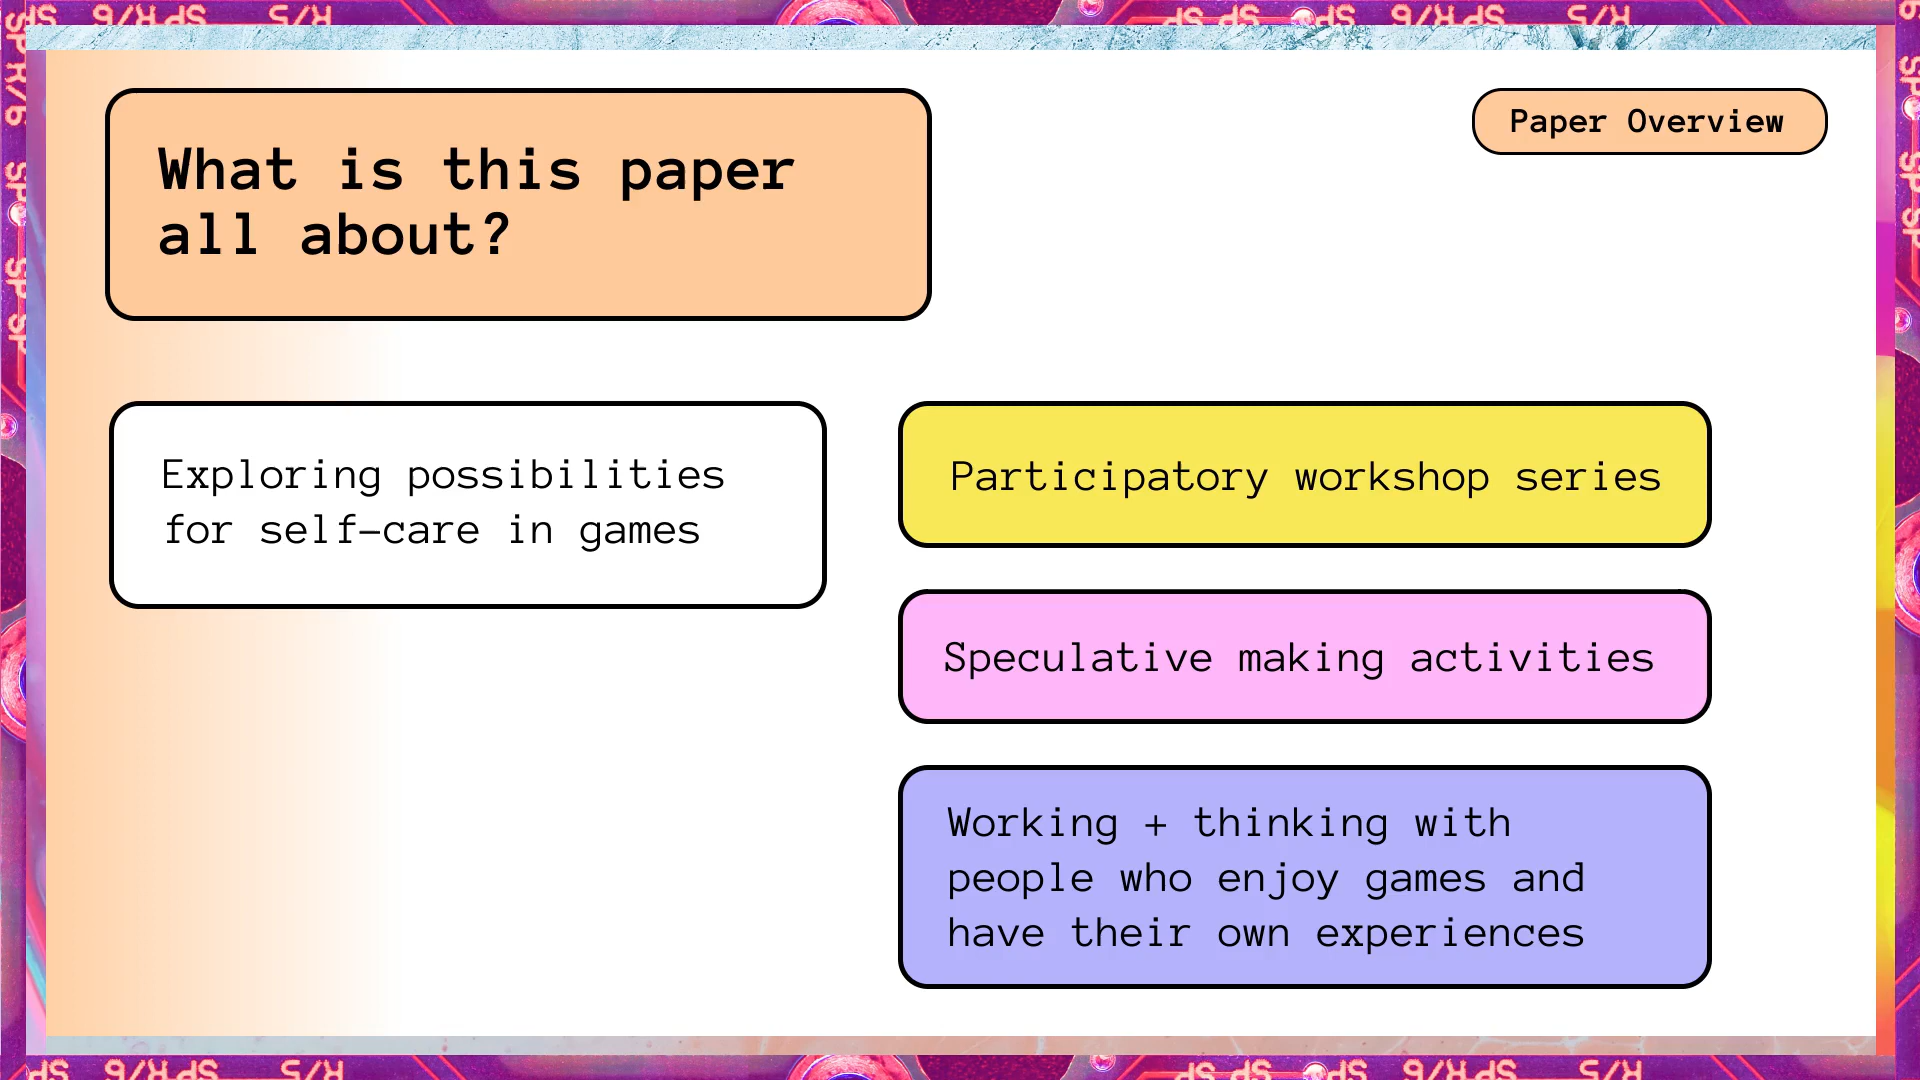 What is this paper
all about?
Paper Overview
Exploring possibilities
for self-care in games
Participatory workshop series
Speculative making activities
Working + thinking with
people who enjoy games and
have their own experiences